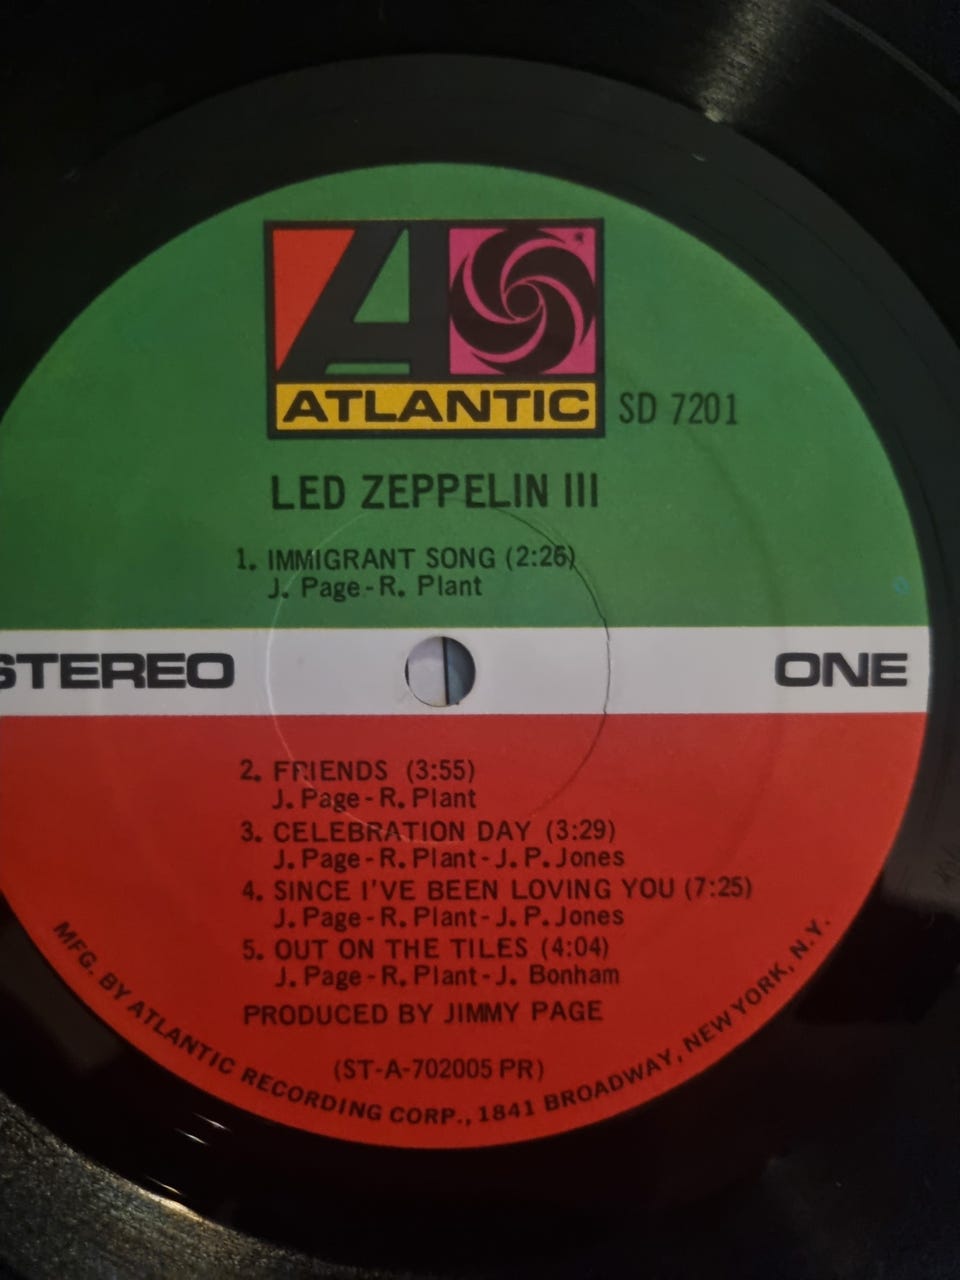 ATLANTIC SD 7201
LED ZEPPELIN III
1. IMMIGRANT SONG (2:26)
J. Page-R. Plant
STEREO ONE
2. FRIENDS (3:55)
J. Page-R. Plant
3. CELEBRATION DAY (3:29)
J. Page-R. Plant-J. P. Jones
4. SINCE I'VE BEEN LOVING YOU (7:25)
J. Page-R. Plant-J. P. Jones
5. OUT ON THE TILES (4:04)
J. Page-R. Plant-J. Bonham
PRODUCED BY JIMMY PAGE
(ST-A-702005 PR)
MFG. BY ATLANTIC RECORDING CORP., 1841 BROADWAY, NEW YORK, N.Y.